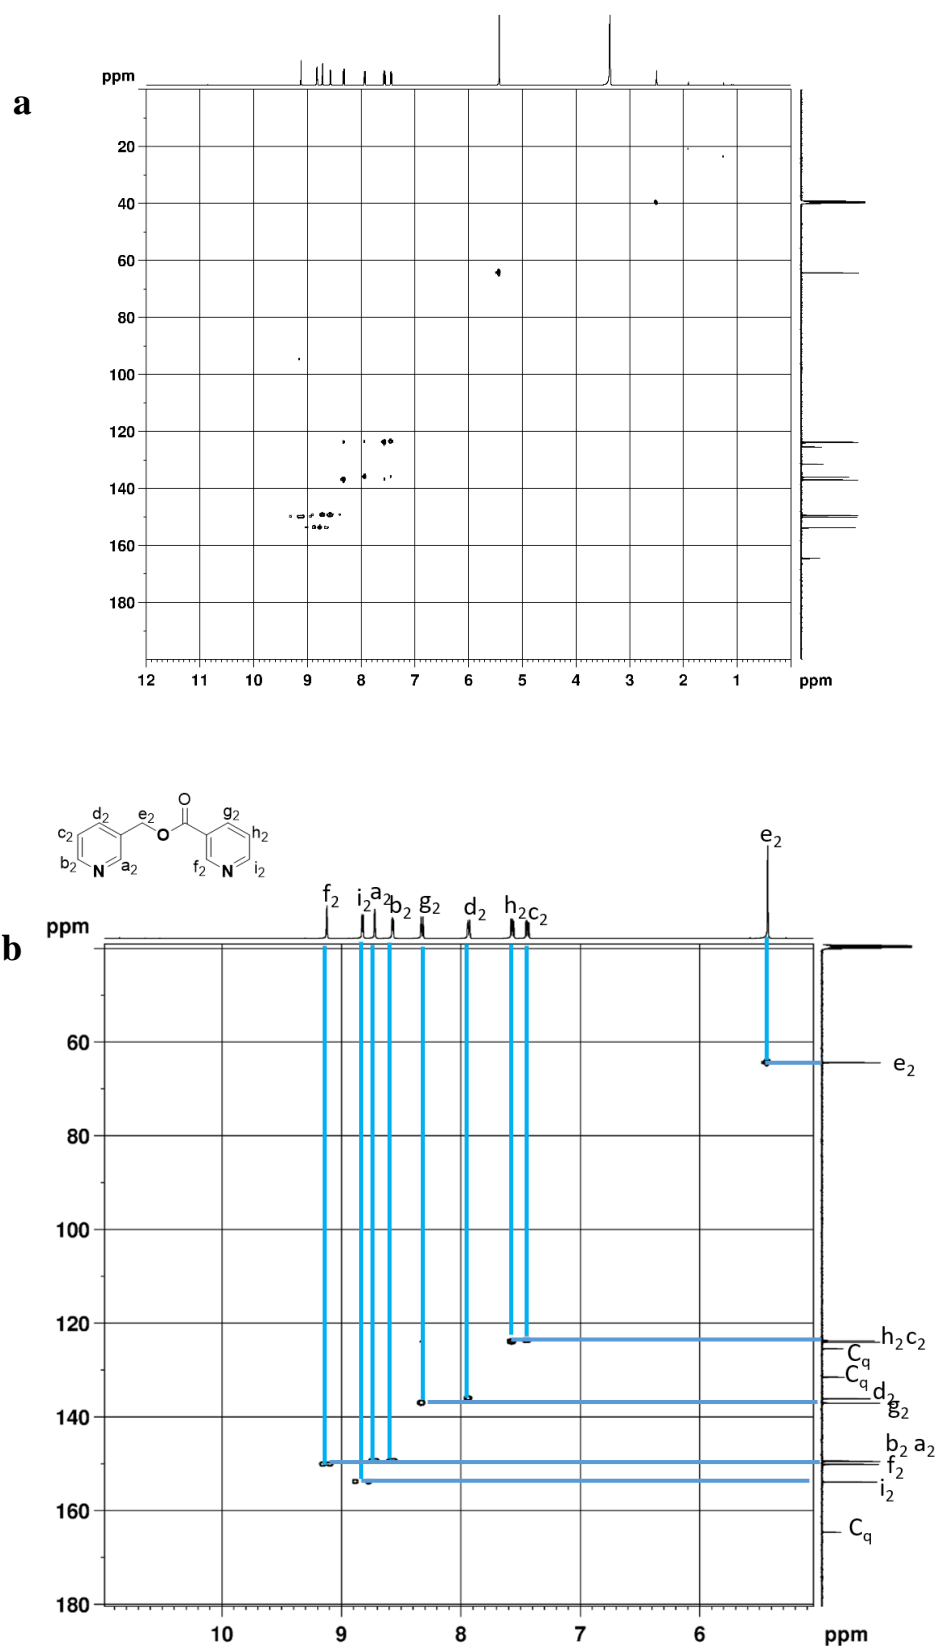 ppm
a
20
40
60
80
100
120
140
160
180
12 11 10 9 8 7 6 5 4 3 2 1 ppm
O
d2 e2 g2
c2 O h2
b2 N a2 f2 N i2
e2
f2 i2 a2 b2 g2 d2 h2 c2
ppm
b
60
e2
80
100
120
h2 c2
Cq
Cq
d2
g2
140
b2 a2
f2
i2
160
Cq
180
10 9 8 7 6 ppm